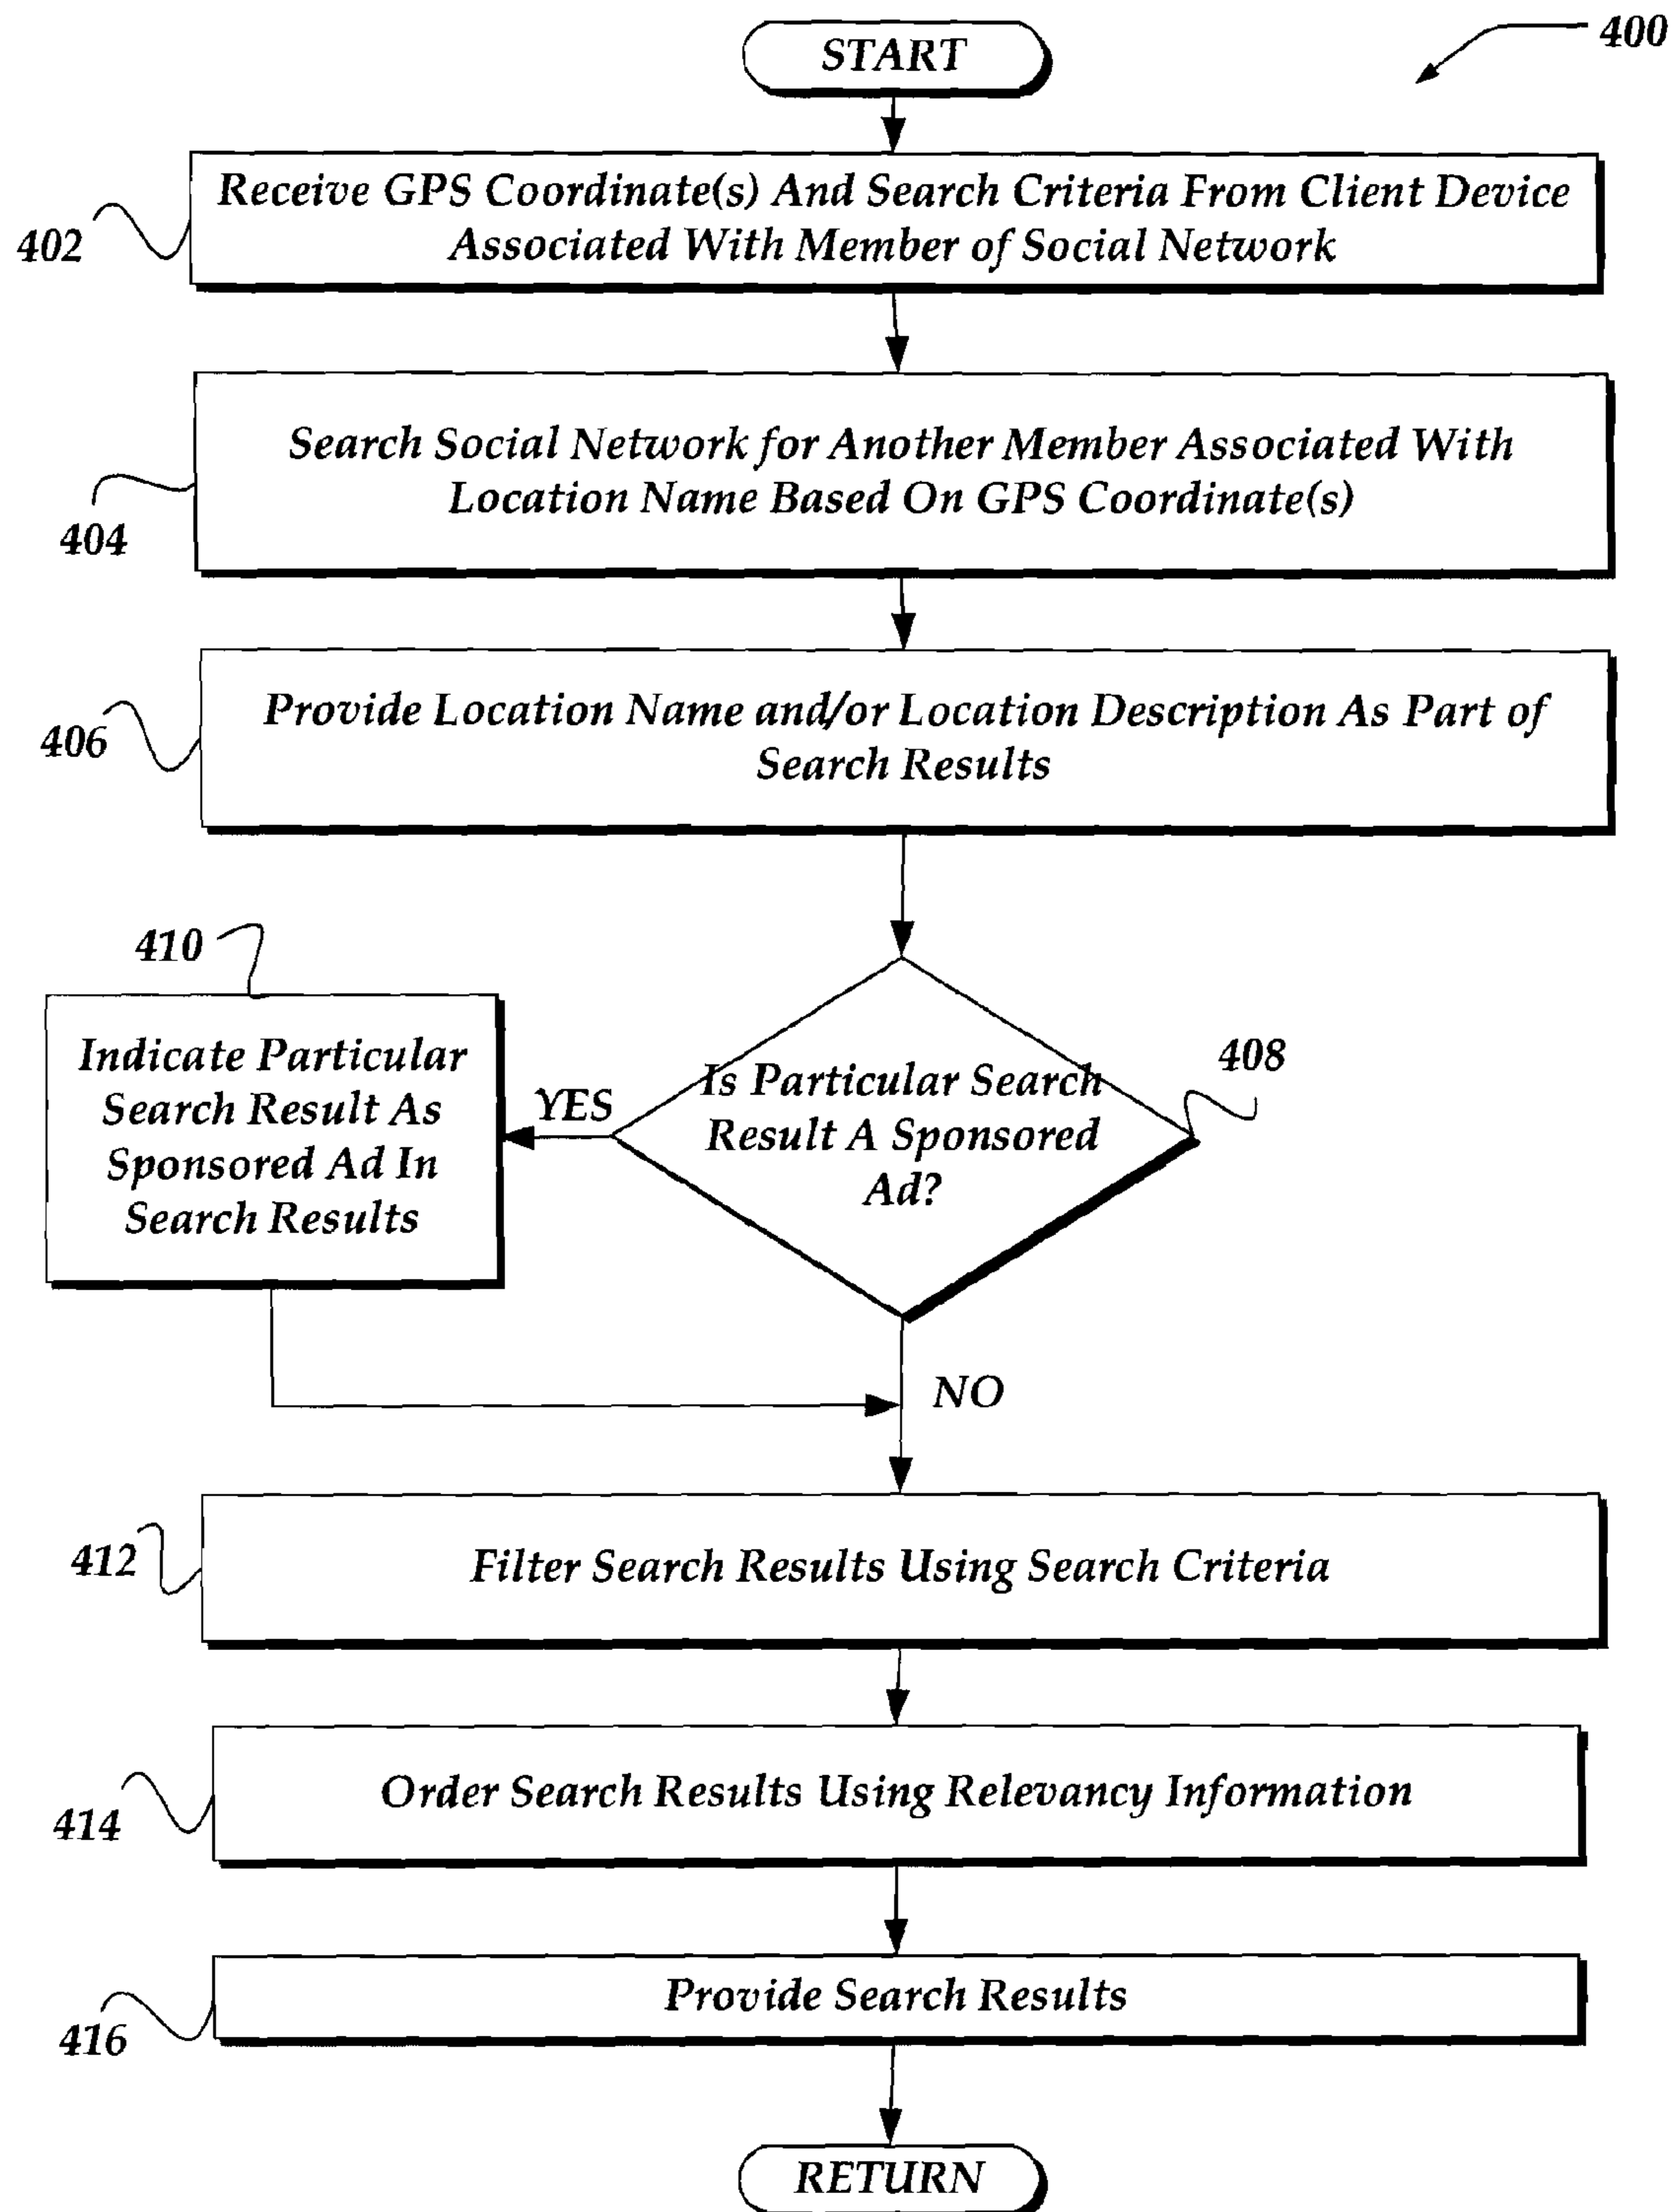 400
START
Receive GPS Coordinate(s) And Search Criteria From Client Device
Associated With Member of Social Network
402
Search Social Network for Another Member Associated With
Location Name Based On GPS Coordinate(s)
404
Provide Location Name and/or Location Description As Part of
Search Results
406
410
Indicate Particular
Search Result As
Sponsored Ad In
Search Results
YES
Is Particular Search
Result A Sponsored
Ad?
408
NO
412
Filter Search Results Using Search Criteria
414
Order Search Results Using Relevancy Information
416
Provide Search Results
RETURN